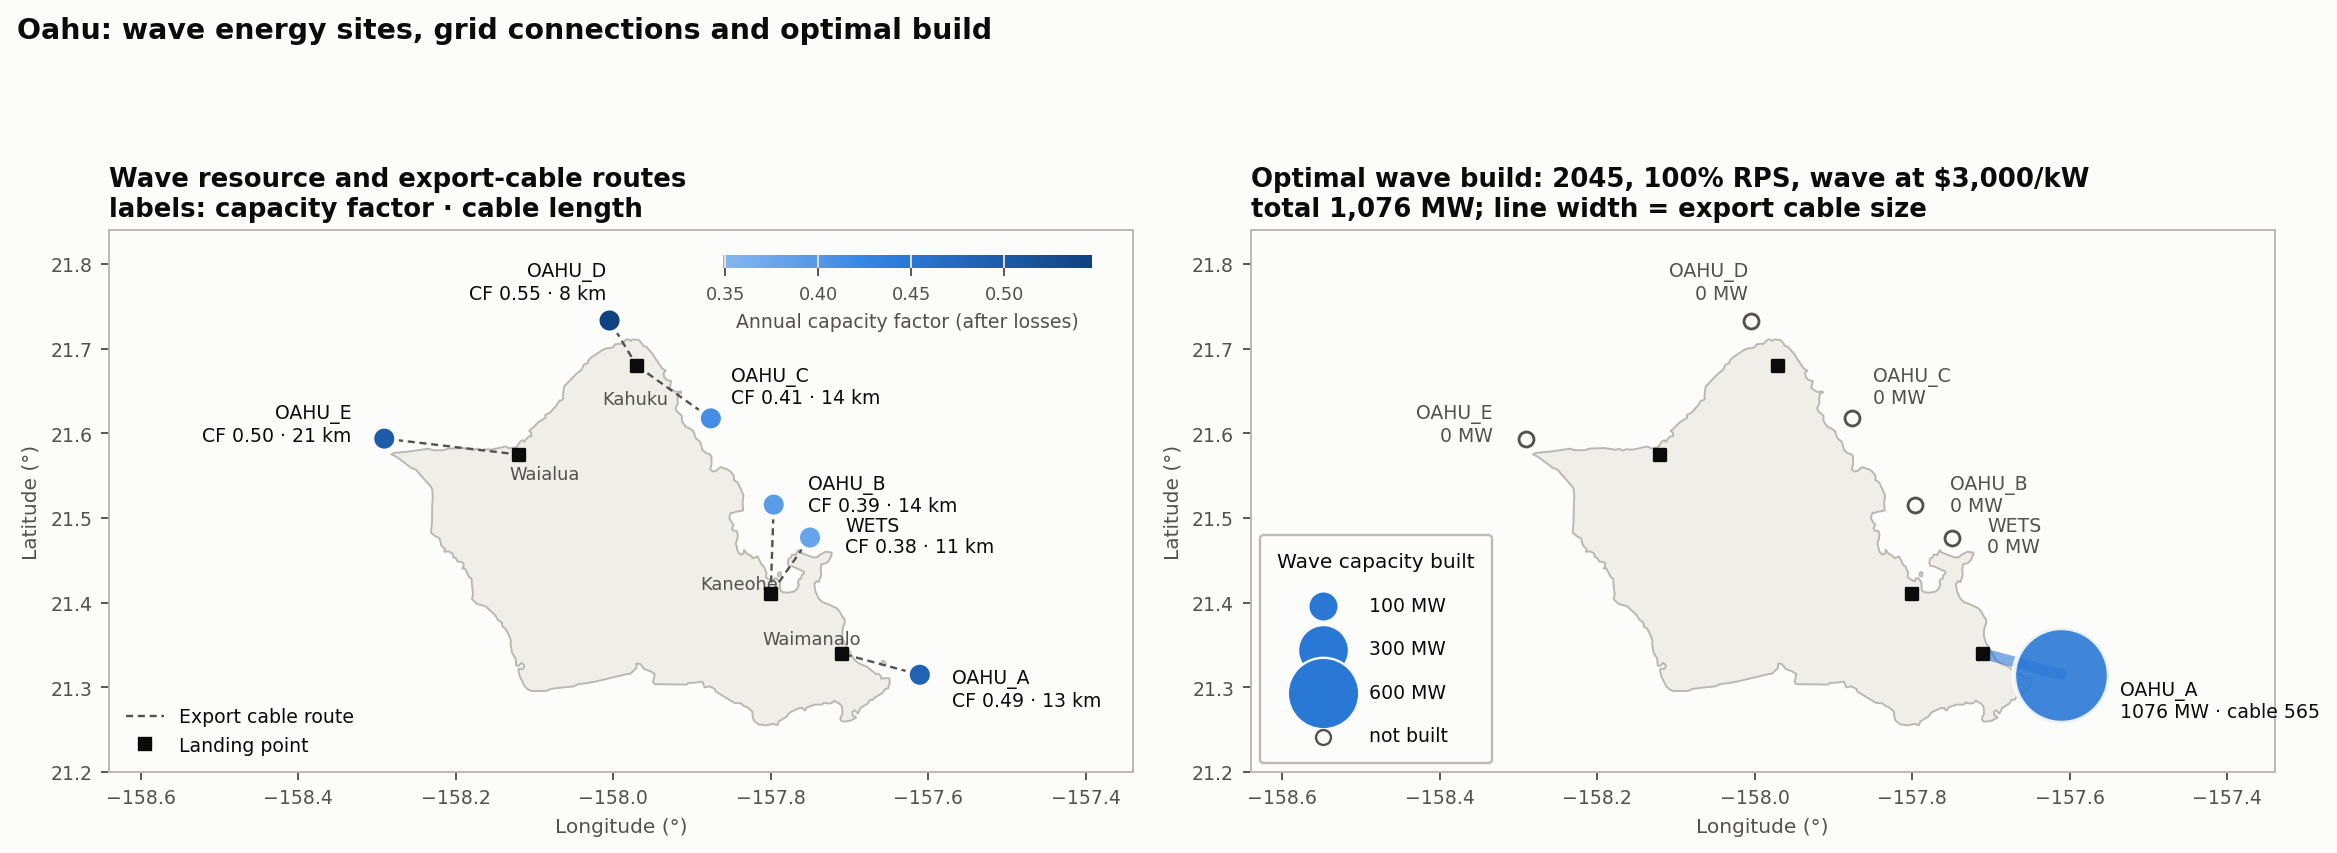 Oahu: wave energy sites, grid connections and optimal build
Wave resource and export-cable routes
labels: capacity factor · cable length
21.8
21.7
21.6
21.5
21.4
21.3
21.2
Latitude (°)
−158.6
−158.4
−158.2
−158.0
−157.8
−157.6
−157.4
Longitude (°)
OAHU_D
CF 0.55 · 8 km
0.35
0.40
0.45
0.50
Annual capacity factor (after losses)
OAHU_C
CF 0.41 · 14 km
Kahuku
OAHU_E
CF 0.50 · 21 km
Waialua
OAHU_B
CF 0.39 · 14 km
WETS
CF 0.38 · 11 km
Kaneohe
Waimanalo
OAHU_A
CF 0.49 · 13 km
Export cable route
Landing point
Optimal wave build: 2045, 100% RPS, wave at $3,000/kW
total 1,076 MW; line width = export cable size
21.8
21.7
21.6
21.5
21.4
21.3
21.2
Latitude (°)
−158.6
−158.4
−158.2
−158.0
−157.8
−157.6
−157.4
Longitude (°)
OAHU_D
0 MW
OAHU_C
0 MW
OAHU_E
0 MW
OAHU_B
0 MW
WETS
0 MW
OAHU_A
1076 MW · cable 565
Wave capacity built
100 MW
300 MW
600 MW
not built